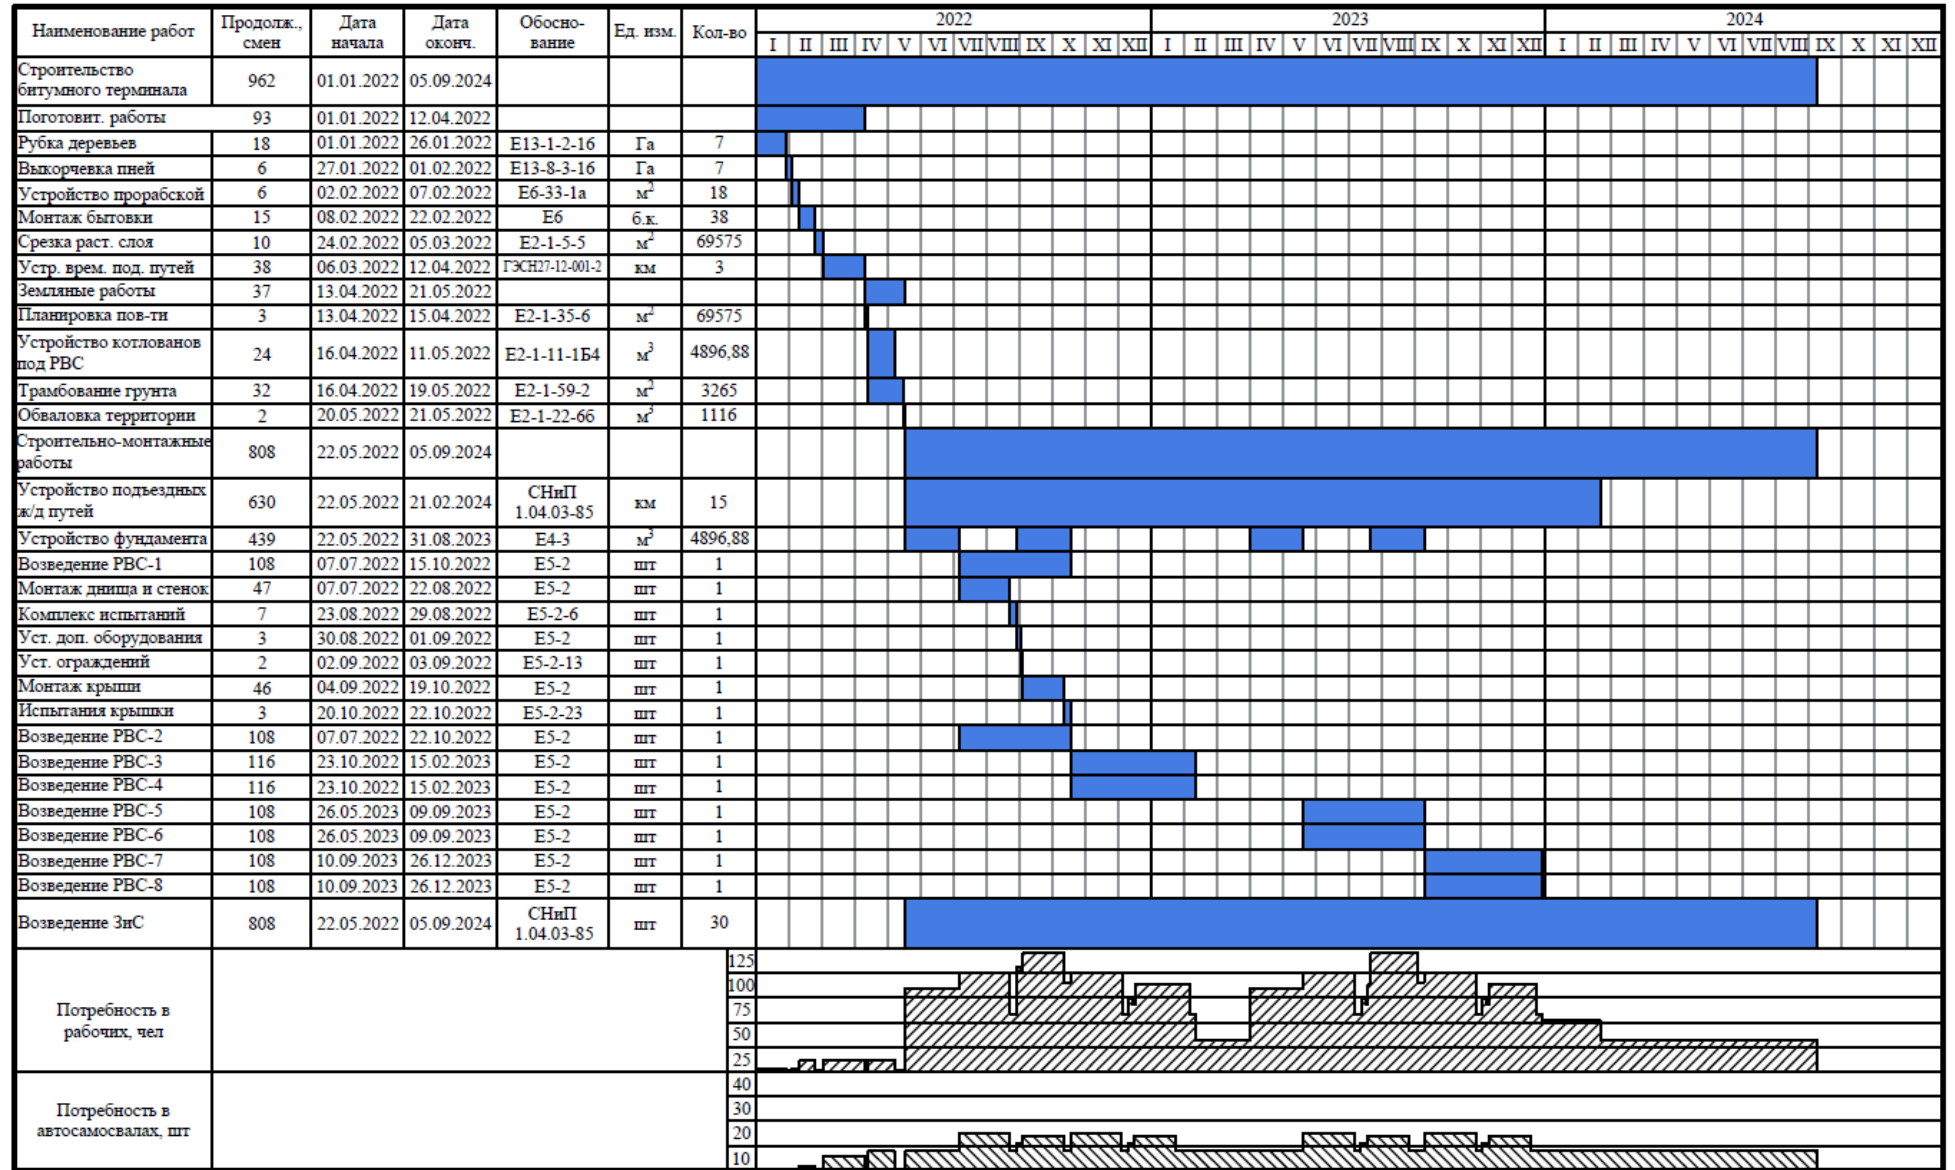 Наименование работ Продолж., смен Дата начала Дата оконч. Обосно-вание Ед. изм. Кол-во 2022 2023 2024
I II III IV V VI VII VIII IX X XI XII I II III IV V VI VII VIII IX X XI XII I II III IV V VI VII VIII IX X XI XII
Строительство
битумного терминала 962 01.01.2022 05.09.2024
Поготовит. работы 93 01.01.2022 12.04.2022
Рубка деревьев 18 01.01.2022 26.01.2022 Е13-1-2-16 Га 7
Выкорчевка пней 6 27.01.2022 01.02.2022 Е13-8-3-16 Га 7
Устройство прорабской 6 02.02.2022 07.02.2022 Е6-33-1а м² 18
Монтаж бытовки 15 08.02.2022 22.02.2022 Е6 б.к. 38
Срезка раст. слоя 10 24.02.2022 05.03.2022 Е2-1-5-5 м² 69575
Устр. врем. под. путей 38 06.03.2022 12.04.2022 ГЭСН27-12-001-2 км 3
Земляные работы 37 13.04.2022 21.05.2022
Планировка пов-ти 3 13.04.2022 15.04.2022 Е2-1-35-6 м² 69575
Устройство котлованов
под РВС 24 16.04.2022 11.05.2022 Е2-1-11-1Б4 м³ 4896,88
Трамбование грунта 32 16.04.2022 19.05.2022 Е2-1-59-2 м² 3265
Обваловка территории 2 20.05.2022 21.05.2022 Е2-1-22-6б м³ 1116
Строительно-монтажные
работы 808 22.05.2022 05.09.2024
Устройство подъездных
ж/д путей 630 22.05.2022 21.02.2024 СНиП 1.04.03-85 км 15
Устройство фундамента 439 22.05.2022 31.08.2023 Е4-3 м³ 4896,88
Возведение РВС-1 108 07.07.2022 15.10.2022 Е5-2 шт 1
Монтаж днища и стенок 47 07.07.2022 22.08.2022 Е5-2 шт 1
Комплекс испытаний 7 23.08.2022 29.08.2022 Е5-2-6 шт 1
Уст. доп. оборудования 3 30.08.2022 01.09.2022 Е5-2 шт 1
Уст. ограждений 2 02.09.2022 03.09.2022 Е5-2-13 шт 1
Монтаж крыши 46 04.09.2022 19.10.2022 Е5-2 шт 1
Испытания крышки 3 20.10.2022 22.10.2022 Е5-2-23 шт 1
Возведение РВС-2 108 07.07.2022 22.10.2022 Е5-2 шт 1
Возведение РВС-3 116 23.10.2022 15.02.2023 Е5-2 шт 1
Возведение РВС-4 116 23.10.2022 15.02.2023 Е5-2 шт 1
Возведение РВС-5 108 26.05.2023 09.09.2023 Е5-2 шт 1
Возведение РВС-6 108 26.05.2023 09.09.2023 Е5-2 шт 1
Возведение РВС-7 108 10.09.2023 26.12.2023 Е5-2 шт 1
Возведение РВС-8 108 10.09.2023 26.12.2023 Е5-2 шт 1
Возведение ЗиС 808 22.05.2022 05.09.2024 СНиП 1.04.03-85 шт 30
Потребность в
рабочих, чел
125
100
75
50
25
Потребность в
автосамосвалах, шт
40
30
20
10